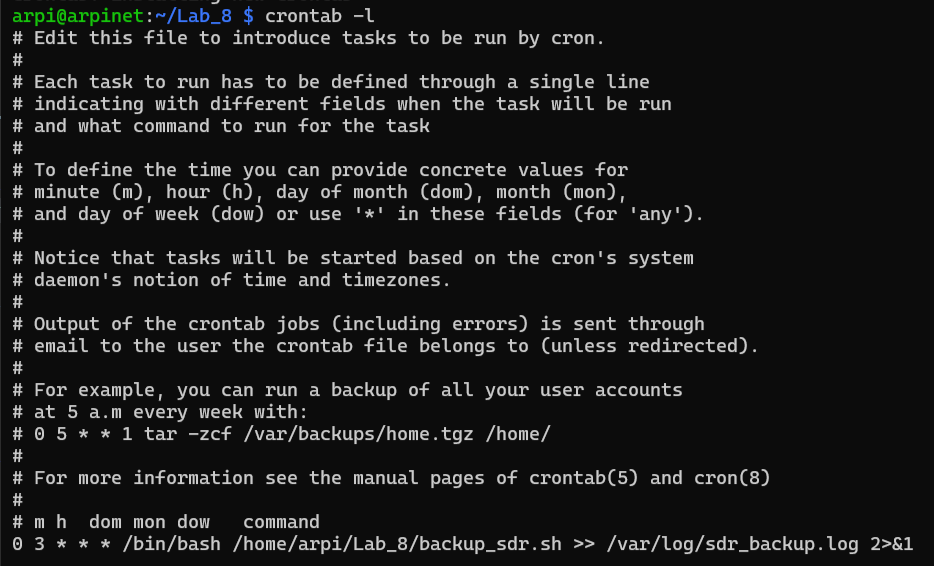 arpi@arpinet:~/Lab_8 $ crontab -l
# Edit this file to introduce tasks to be run by cron.
#
# Each task to run has to be defined through a single line
# indicating with different fields when the task will be run
# and what command to run for the task
#
# To define the time you can provide concrete values for
# minute (m), hour (h), day of month (dom), month (mon),
# and day of week (dow) or use '*' in these fields (for 'any').
#
# Notice that tasks will be started based on the cron's system
# daemon's notion of time and timezones.
#
# Output of the crontab jobs (including errors) is sent through
# email to the user the crontab file belongs to (unless redirected).
#
# For example, you can run a backup of all your user accounts
# at 5 a.m every week with:
# 0 5 * * 1 tar -zcf /var/backups/home.tgz /home/
#
# For more information see the manual pages of crontab(5) and cron(8)
#
# m h  dom mon dow   command
0 3 * * * /bin/bash /home/arpi/Lab_8/backup_sdr.sh >> /var/log/sdr_backup.log 2>&1